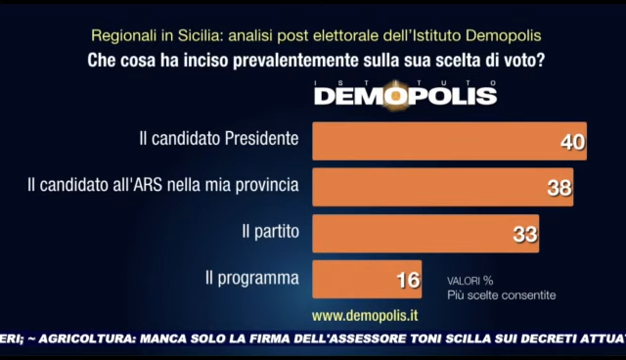 Regionali in Sicilia: analisi post elettorale dell'Istituto Demopolis
Che cosa ha inciso prevalentemente sulla sua scelta di voto?
ISTITUTO
DEMOPOLIS
Il candidato Presidente 40
Il candidato all'ARS nella mia provincia 38
Il partito 33
Il programma 16
VALORI %
Più scelte consentite
www.demopolis.it
ERI; ~ AGRICOLTURA: MANCA SOLO LA FIRMA DELL'ASSESSORE TONI SCILLA SUI DECRETI ATTUAT